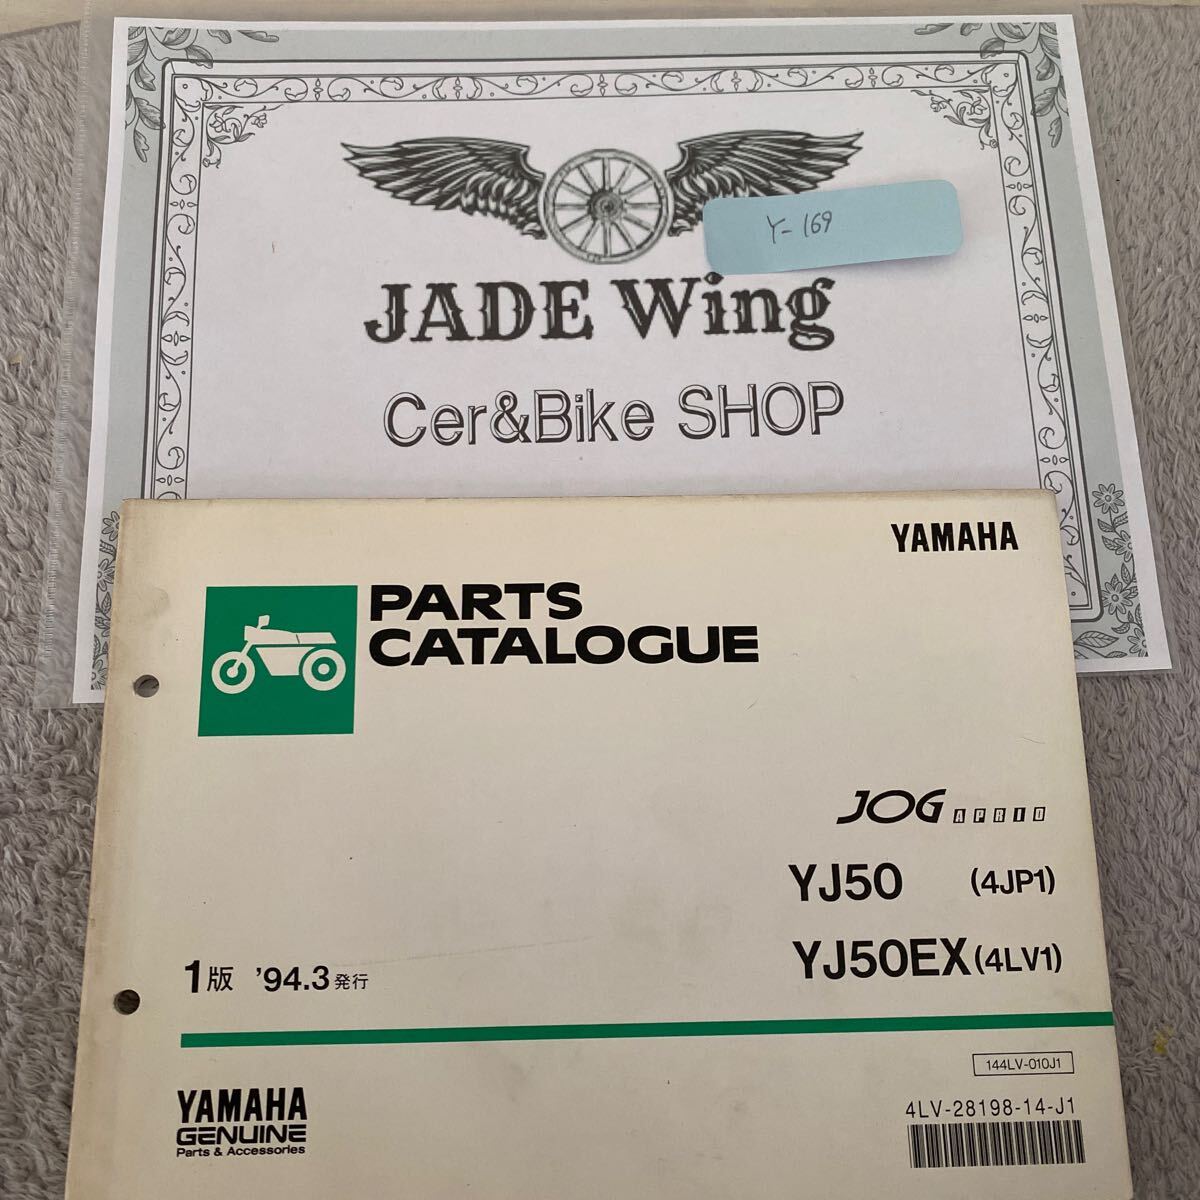 Y-169
JADE Wing
Cer&Bike SHOP
YAMAHA
PARTS
CATALOGUE
JOG APRIO
YJ50 (4JP1)
YJ50EX (4LV1)
1版 '94.3発行
144LV-010J1
4LV-28198-14-J1
YAMAHA
GENUINE
Parts & Accessories